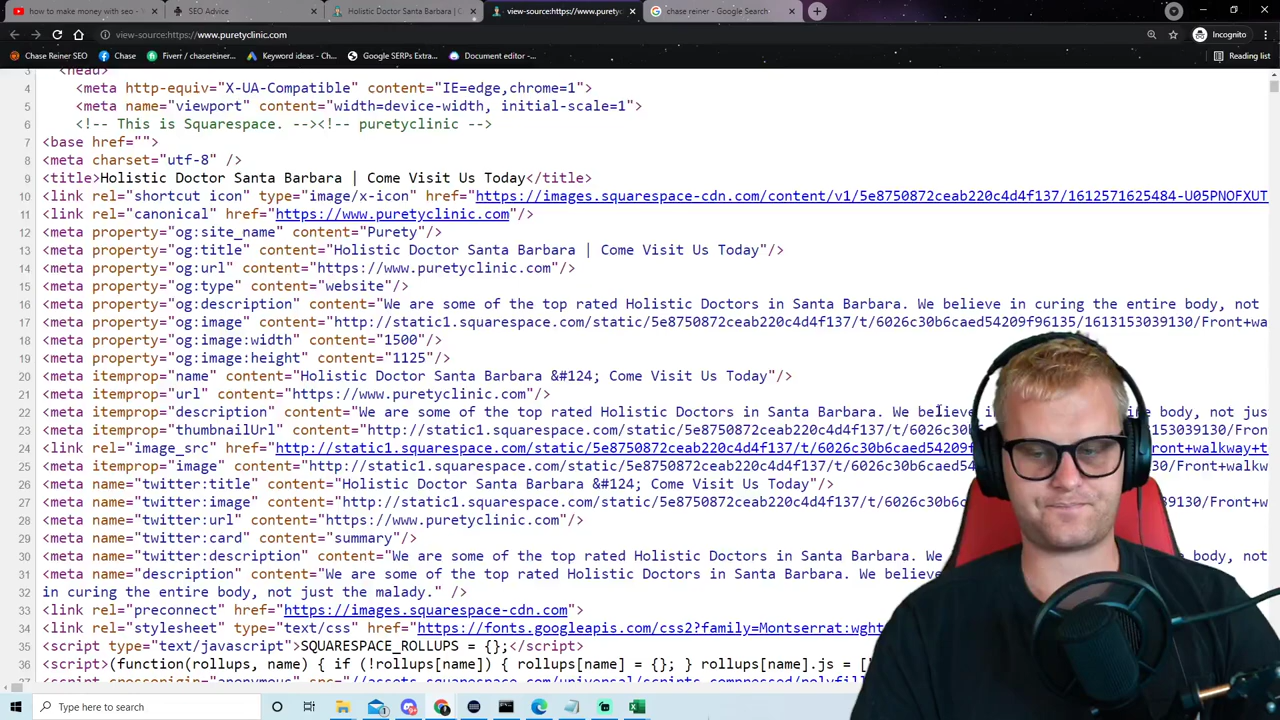 how to make money with seo -
SEO Advice
Holistic Doctor Santa Barbara | C
view-source:https://www.purety
chase reiner - Google Search
view-source:https://www.puretyclinic.com
Incognito
Chase Reiner SEO
Chase
Fiverr / chasereiner...
Keyword ideas - Ch...
Google SERPs Extra...
Document editor -...
Reading list
3 <head>
4 <meta http-equiv="X-UA-Compatible" content="IE=edge,chrome=1">
5 <meta name="viewport" content="width=device-width, initial-scale=1">
6 <!-- This is Squarespace. --><!-- puretyclinic -->
7 <base href="">
8 <meta charset="utf-8" />
9 <title>Holistic Doctor Santa Barbara | Come Visit Us Today</title>
10 <link rel="shortcut icon" type="image/x-icon" href="https://images.squarespace-cdn.com/content/v1/5e8750872ceab220c4d4f137/1612571625484-U05PNOFXUT
11 <link rel="canonical" href="https://www.puretyclinic.com"/>
12 <meta property="og:site_name" content="Purety"/>
13 <meta property="og:title" content="Holistic Doctor Santa Barbara | Come Visit Us Today"/>
14 <meta property="og:url" content="https://www.puretyclinic.com"/>
15 <meta property="og:type" content="website"/>
16 <meta property="og:description" content="We are some of the top rated Holistic Doctors in Santa Barbara. We believe in curing the entire body, not
17 <meta property="og:image" content="http://static1.squarespace.com/static/5e8750872ceab220c4d4f137/t/6026c30b6caed54209f96135/1613153039130/Front+wa
18 <meta property="og:image:width" content="1500"/>
19 <meta property="og:image:height" content="1125"/>
20 <meta itemprop="name" content="Holistic Doctor Santa Barbara &#124; Come Visit Us Today"/>
21 <meta itemprop="url" content="https://www.puretyclinic.com"/>
22 <meta itemprop="description" content="We are some of the top rated Holistic Doctors in Santa Barbara. We believe i ire body, not jus
23 <meta itemprop="thumbnailUrl" content="http://static1.squarespace.com/static/5e8750872ceab220c4d4f137/t/6026c30b6caed54209f 39130/Fron
24 <link rel="image_src" href="http://static1.squarespace.com/static/5e8750872ceab220c4d4f137/t/6026c30b6caed54209f ront+walkway+t
25 <meta itemprop="image" content="http://static1.squarespace.com/static/5e8750872ceab220c4d4f137/t/6026c30b6caed54 30/Front+walkw
26 <meta name="twitter:title" content="Holistic Doctor Santa Barbara &#124; Come Visit Us Today"/>
27 <meta name="twitter:image" content="http://static1.squarespace.com/static/5e8750872ceab220c4d4f137/t/6026c30b6cae 39130/Front+wa
28 <meta name="twitter:url" content="https://www.puretyclinic.com"/>
29 <meta name="twitter:card" content="summary"/>
30 <meta name="twitter:description" content="We are some of the top rated Holistic Doctors in Santa Barbara. We body, not
31 <meta name="description" content="We are some of the top rated Holistic Doctors in Santa Barbara. We believe
32 in curing the entire body, not just the malady." />
33 <link rel="preconnect" href="https://images.squarespace-cdn.com">
34 <link rel="stylesheet" type="text/css" href="https://fonts.googleapis.com/css2?family=Montserrat:wght
35 <script type="text/javascript">SQUARESPACE_ROLLUPS = {};</script>
36 <script>(function(rollups, name) { if (!rollups[name]) { rollups[name] = {}; } rollups[name].js = [
Type here to search